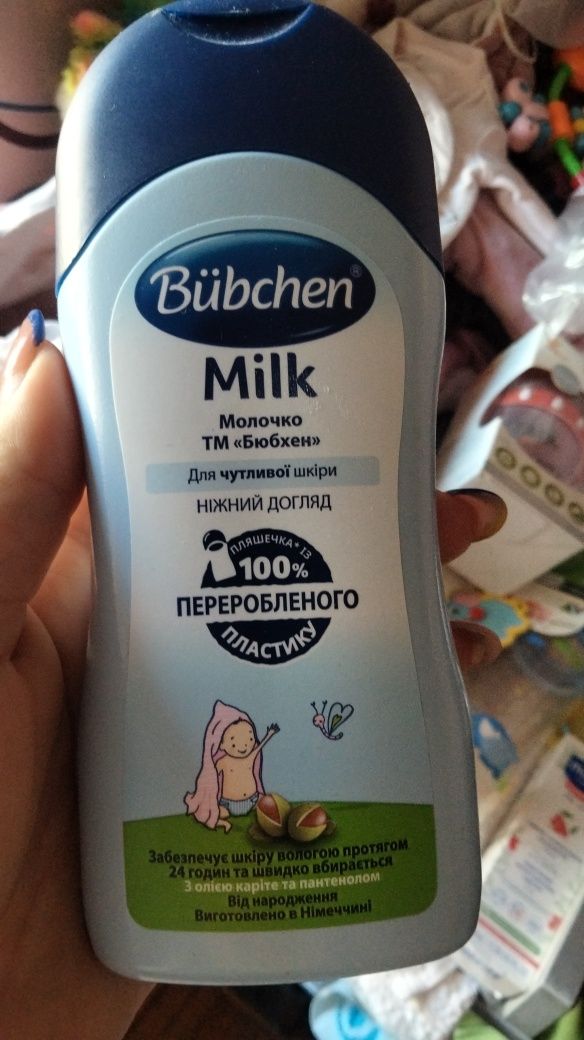 Bübchen®
Milk
Молочко
ТМ «Бюбхен»
Для чутливої шкіри
НІЖНИЙ ДОГЛЯД
ПЛЯШЕЧКА* ІЗ
100%
ПЕРЕРОБЛЕНОГО
ПЛАСТИКУ
Забезпечує шкіру вологою протягом
24 годин та швидко вбирається
З олією каріте та пантенолом
Від народження
Виготовлено в Німеччині